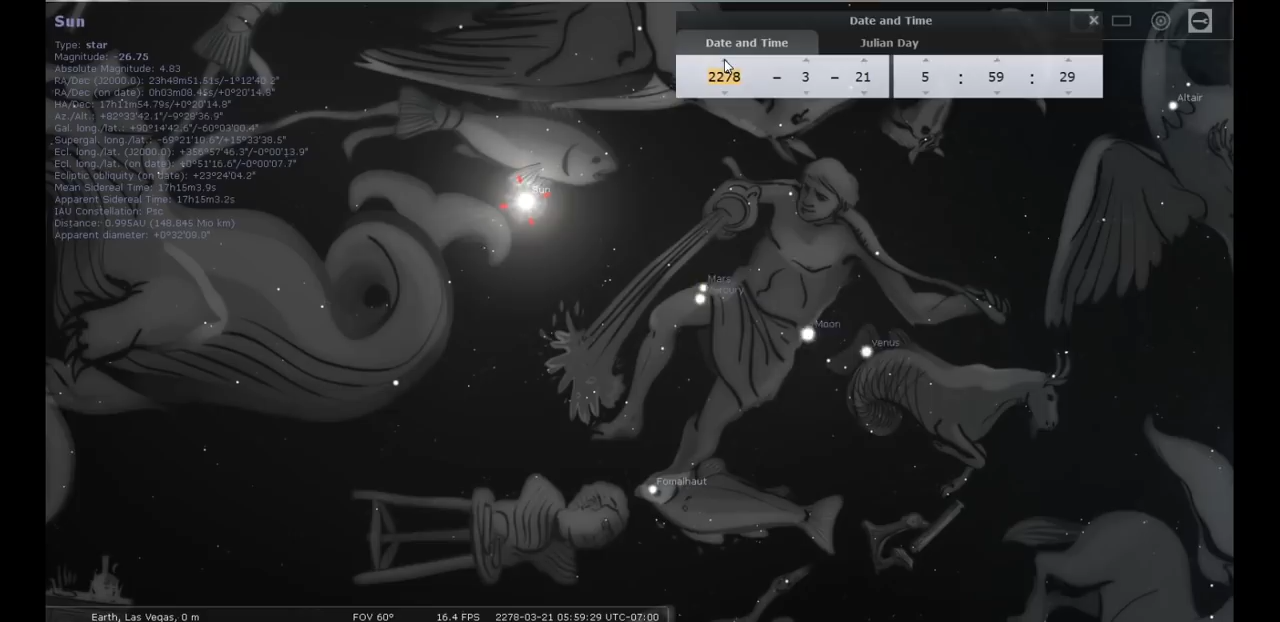 Sun
Type: star
Magnitude: -26.75
Absolute Magnitude: 4.83
RA/Dec (J2000.0): 23h48m51.51s/-1°12'40.2"
RA/Dec (on date): 0h03m08.45s/+0°20'14.9"
HA/Dec: 17h11m54.79s/+0°20'14.8"
Az./Alt.: +82°33'42.1"/-9°28'36.9"
Gal. long./lat.: +90°14'42.6"/-60°03'00.4"
Supergal. long./lat.: -69°21'10.6"/+15°33'38.5"
Ecl. long./lat. (J2000.0): +356°57'46.3"/-0°00'13.9"
Ecl. long./lat. (on date): +0°51'16.6"/-0°00'07.7"
Ecliptic obliquity (on date): +23°24'04.2"
Mean Sidereal Time: 17h15m3.9s
Apparent Sidereal Time: 17h15m3.2s
IAU Constellation: Psc
Distance: 0.995AU (148.845 Mio km)
Apparent diameter: +0°32'09.0"
Date and Time
Date and Time Julian Day
2278 - 3 - 21 5 : 59 : 29
Altair
Sun
Mars
Mercury
Moon
Venus
Fomalhaut
Earth, Las Vegas, 0 m FOV 60° 16.4 FPS 2278-03-21 05:59:29 UTC-07:00